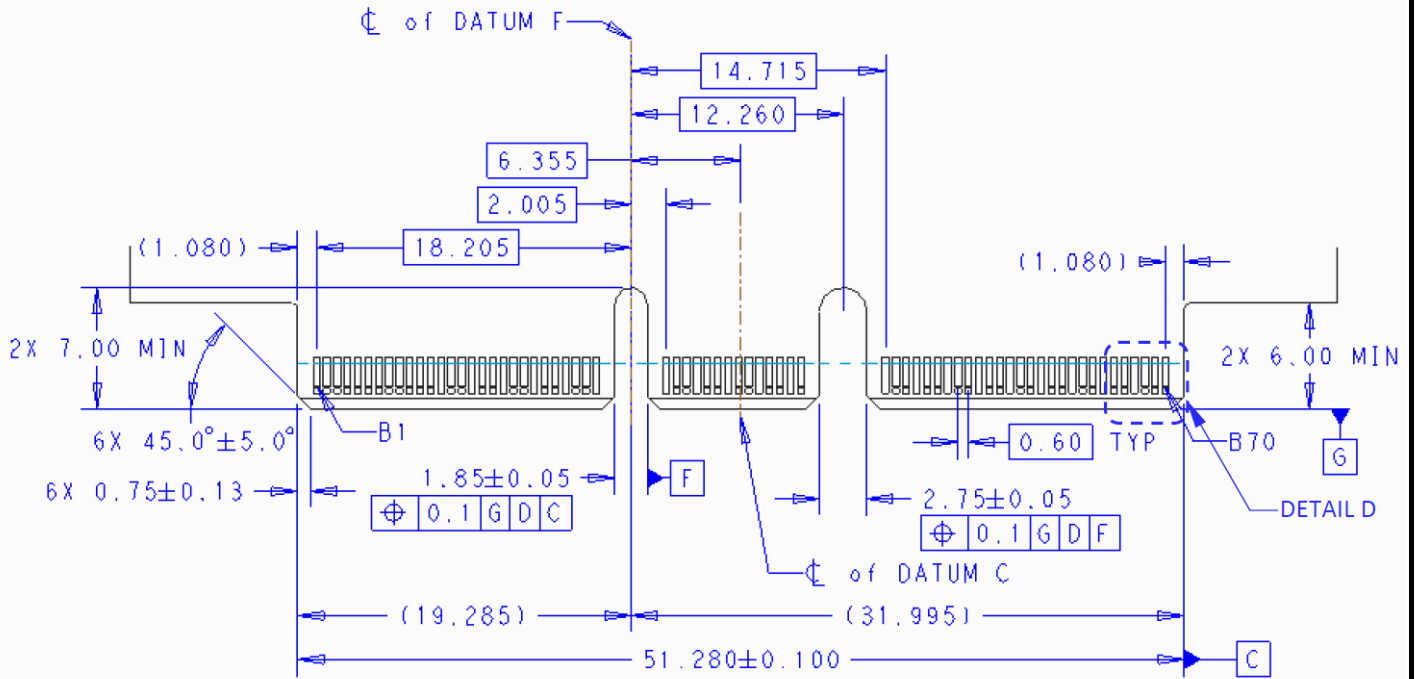 ℄ of DATUM F
14.715
12.260
6.355
2.005
(1.080)
18.205
(1.080)
2X 7.00 MIN
2X 6.00 MIN
6X 45.0°±5.0°
B1
0.60 TYP
B70
G
6X 0.75±0.13
1.85±0.05
F
⌖ 0.1 G D C
2.75±0.05
⌖ 0.1 G D F
DETAIL D
℄ of DATUM C
(19.285)
(31.995)
51.280±0.100
C